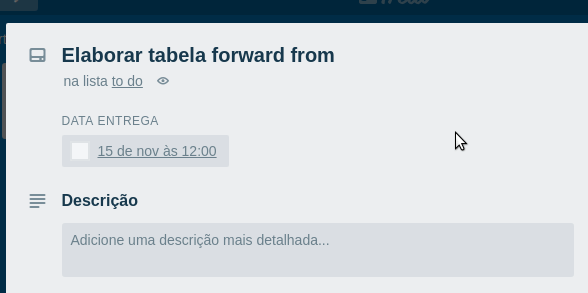 Elaborar tabela forward from
na lista to do
DATA ENTREGA
15 de nov às 12:00
Descrição
Adicione uma descrição mais detalhada...